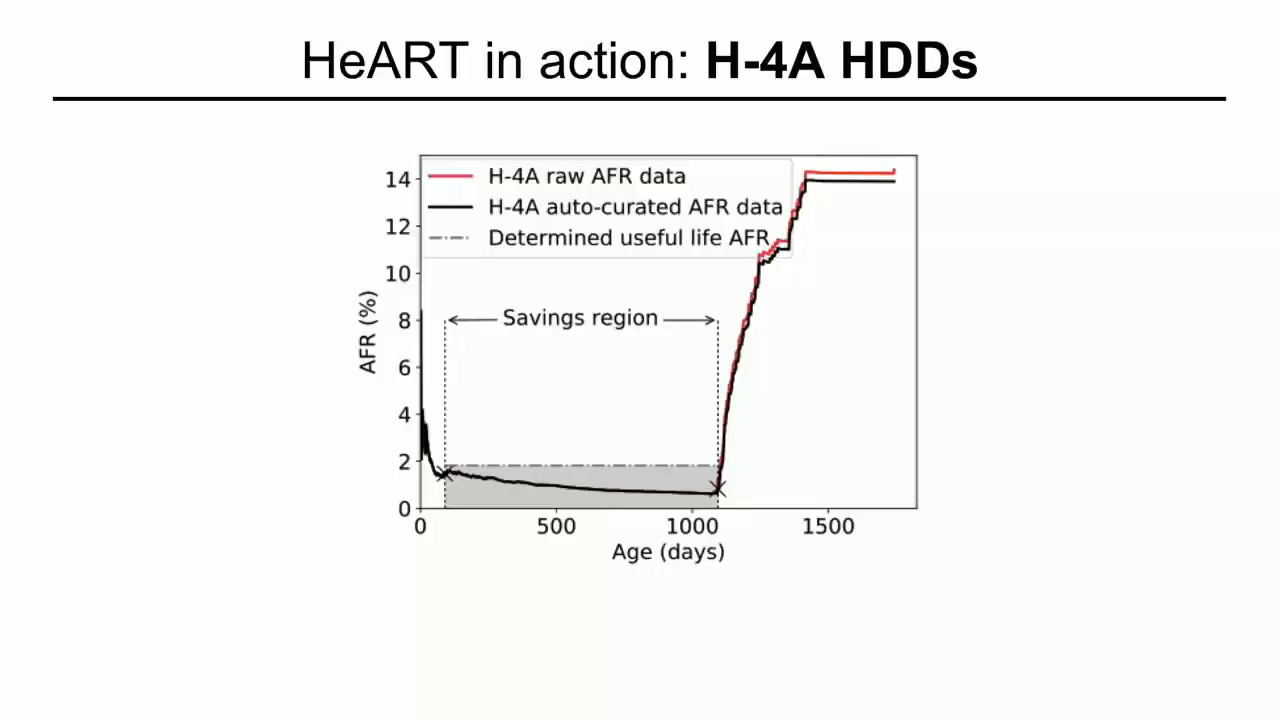 HeART in action: H-4A HDDs
H-4A raw AFR data
H-4A auto-curated AFR data
Determined useful life AFR
Savings region
AFR (%)
14
12
10
8
6
4
2
0
0 500 1000 1500
Age (days)